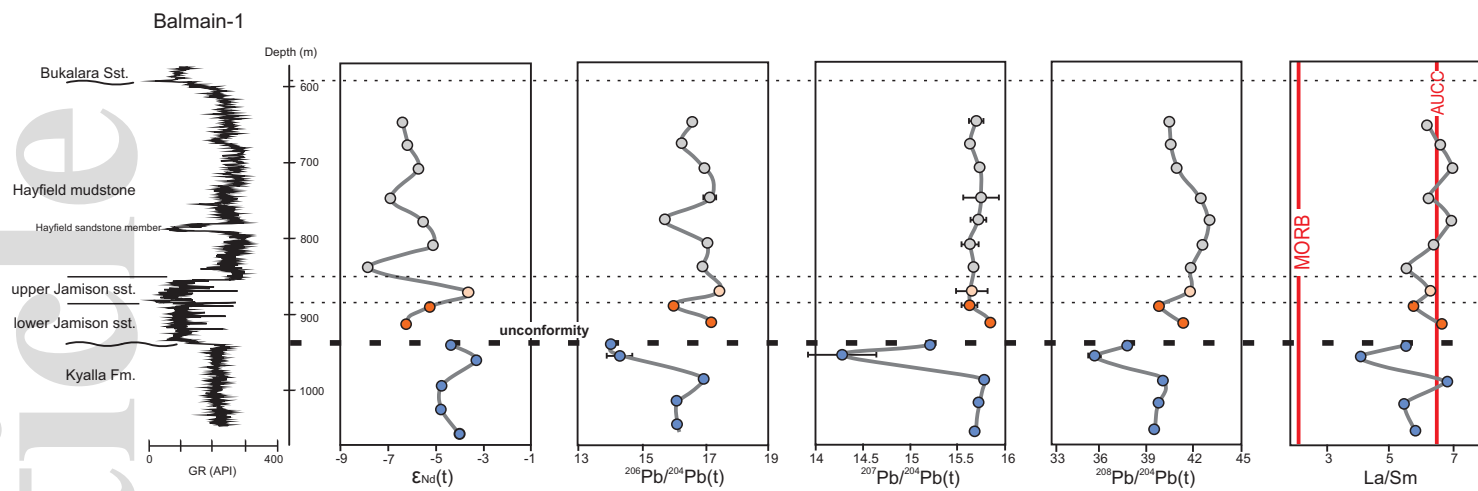 Balmain-1
Depth (m)
Bukalara Sst.
Hayfield mudstone
Hayfield sandstone member
upper Jamison sst.
lower Jamison sst.
Kyalla Fm.
0 400
GR (API)
600
700
800
900
1000
unconformity
-9 -7 -5 -3 -1
εNd(t)
13 15 17 19
206Pb/204Pb(t)
14 14.5 15 15.5 16
207Pb/204Pb(t)
33 36 39 42 45
208Pb/204Pb(t)
MORB
AUCC
3 5 7
La/Sm
icle